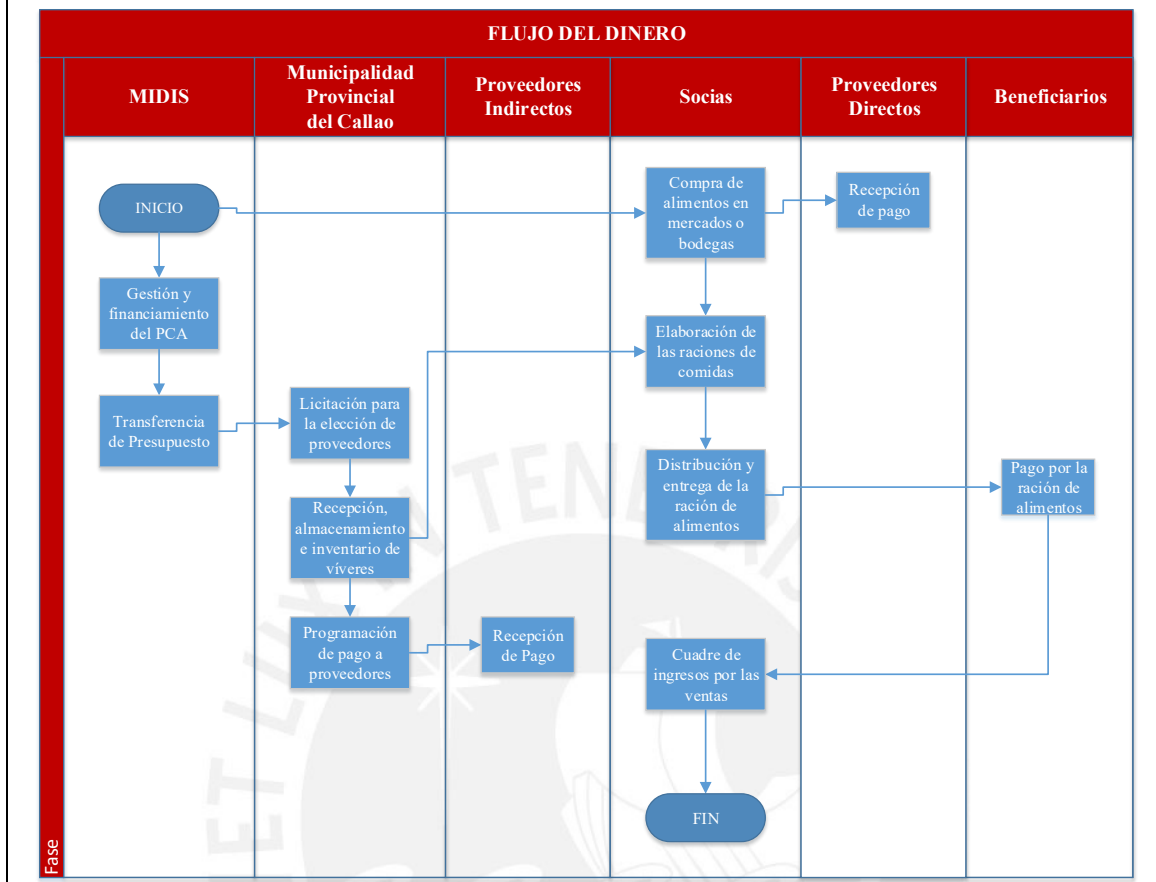 FLUJO DEL DINERO
MIDIS
Municipalidad
Provincial
del Callao
Proveedores
Indirectos
Socias
Proveedores
Directos
Beneficiarios
Fase
INICIO
Compra de
alimentos en
mercados o
bodegas
Recepción
de pago
Gestión y
financiamiento
del PCA
Elaboración de
las raciones de
comidas
Transferencia
de Presupuesto
Licitación para
la elección de
proveedores
Distribución y
entrega de la
ración de
alimentos
Pago por la
ración de
alimentos
Recepción,
almacenamiento
e inventario de
víveres
Programación
de pago a
proveedores
Recepción
de Pago
Cuadre de
ingresos por las
ventas
FIN
ET LUX IN TENEBRIS